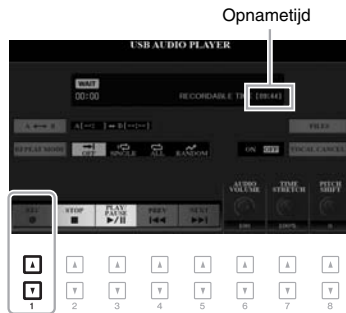 Opnametijd
USB AUDIO PLAYER
WAIT
00:00
RECORDABLE TIME [80:44]
A ⟷ B
A[--: ]↔B[--:--]
FILES
REPEAT MODE
OFF
SINGLE
ALL
RANDOM
ON OFF
VOCAL CANCEL
AUDIO VOLUME
TIME STRETCH
PITCH SHIFT
REC
STOP
PLAY/PAUSE
PREV
NEXT
100
100%
0
1 2 3 4 5 6 7 8